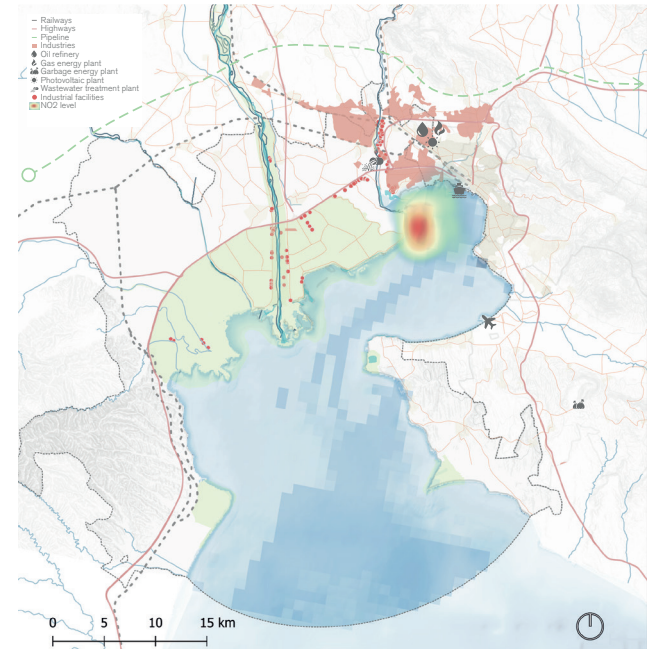 Railways
Highways
Pipeline
Industries
Oil refinery
Gas energy plant
Garbage energy plant
Photovoltaic plant
Wastewater treatment plant
Industrial facilities
NO2 level
0 5 10 15 km